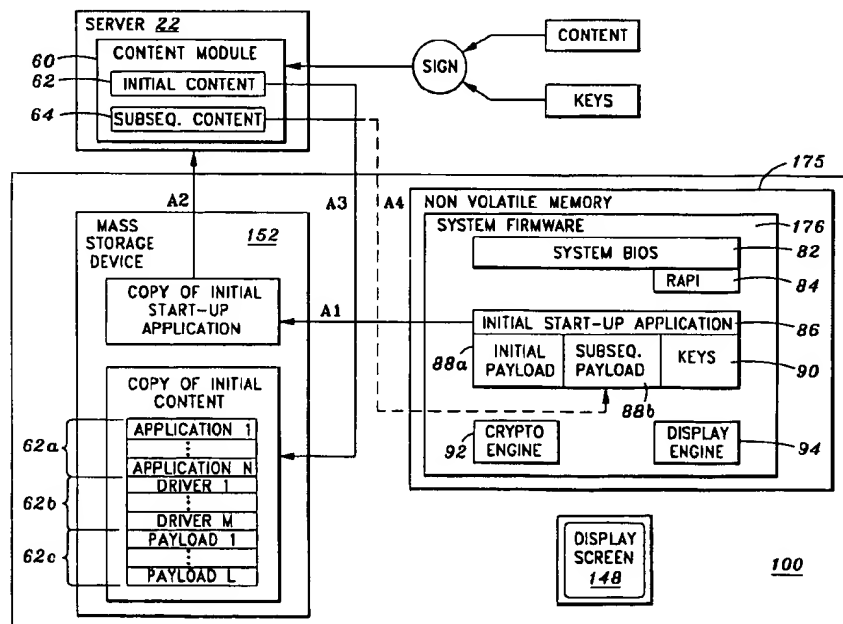 SERVER 22
CONTENT MODULE
60
62
INITIAL CONTENT
64
SUBSEQ. CONTENT
SIGN
CONTENT
KEYS
A2
A3
A4
175
NON VOLATILE MEMORY
SYSTEM FIRMWARE
176
SYSTEM BIOS
82
RAPI
84
MASS
STORAGE
DEVICE
152
COPY OF INITIAL
START-UP
APPLICATION
A1
INITIAL START-UP APPLICATION
86
88a
INITIAL
PAYLOAD
SUBSEQ.
PAYLOAD
KEYS
90
88b
COPY OF INITIAL
CONTENT
62a
APPLICATION 1
APPLICATION N
62b
DRIVER 1
DRIVER M
62c
PAYLOAD 1
PAYLOAD L
92
CRYPTO
ENGINE
DISPLAY
ENGINE
94
DISPLAY
SCREEN
148
100